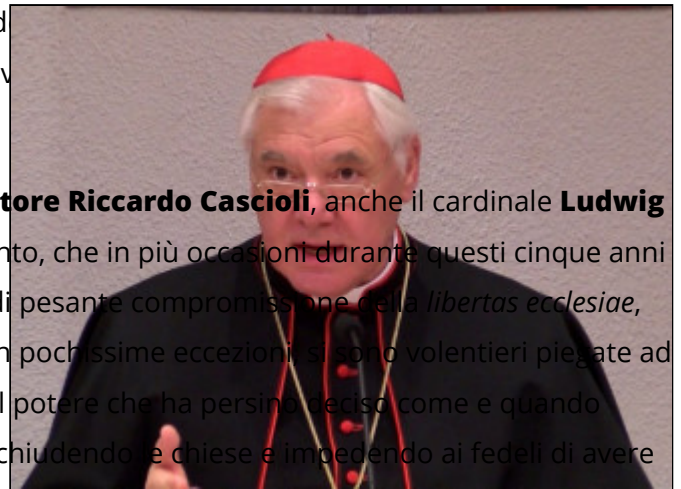 d
v
tore Riccardo Cascioli, anche il cardinale Ludwig
nto, che in più occasioni durante questi cinque anni
li pesante compromissione della libertas ecclesiae,
n pochissime eccezioni, si sono volentieri piegate ad
l potere che ha persino deciso come e quando
chiudendo le chiese e impedendo ai fedeli di avere